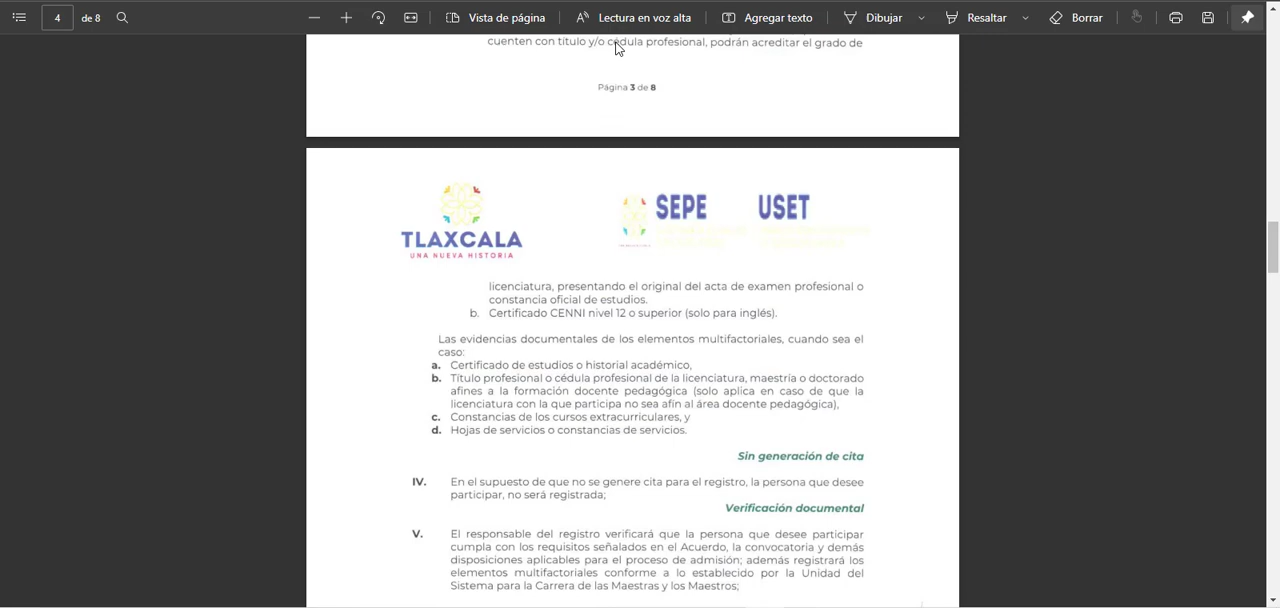 4 de 8 Vista de página Lectura en voz alta Agregar texto Dibujar Resaltar Borrar
cuenten con título y/o cédula profesional, podrán acreditar el grado de
Página 3 de 8
TLAXCALA
UNA NUEVA HISTORIA
SEPE USET
licenciatura, presentando el original del acta de examen profesional o
constancia oficial de estudios.
b. Certificado CENNI nivel 12 o superior (solo para inglés).
Las evidencias documentales de los elementos multifactoriales, cuando sea el
caso:
a. Certificado de estudios o historial académico,
b. Título profesional o cédula profesional de la licenciatura, maestría o doctorado
afines a la formación docente pedagógica (solo aplica en caso de que la
licenciatura con la que participa no sea afín al área docente pedagógica),
c. Constancias de los cursos extracurriculares, y
d. Hojas de servicios o constancias de servicios.
Sin generación de cita
IV. En el supuesto de que no se genere cita para el registro, la persona que desee
participar, no será registrada;
Verificación documental
V. El responsable del registro verificará que la persona que desee participar
cumpla con los requisitos señalados en el Acuerdo, la convocatoria y demás
disposiciones aplicables para el proceso de admisión; además registrará los
elementos multifactoriales conforme a lo establecido por la Unidad del
Sistema para la Carrera de las Maestras y los Maestros;